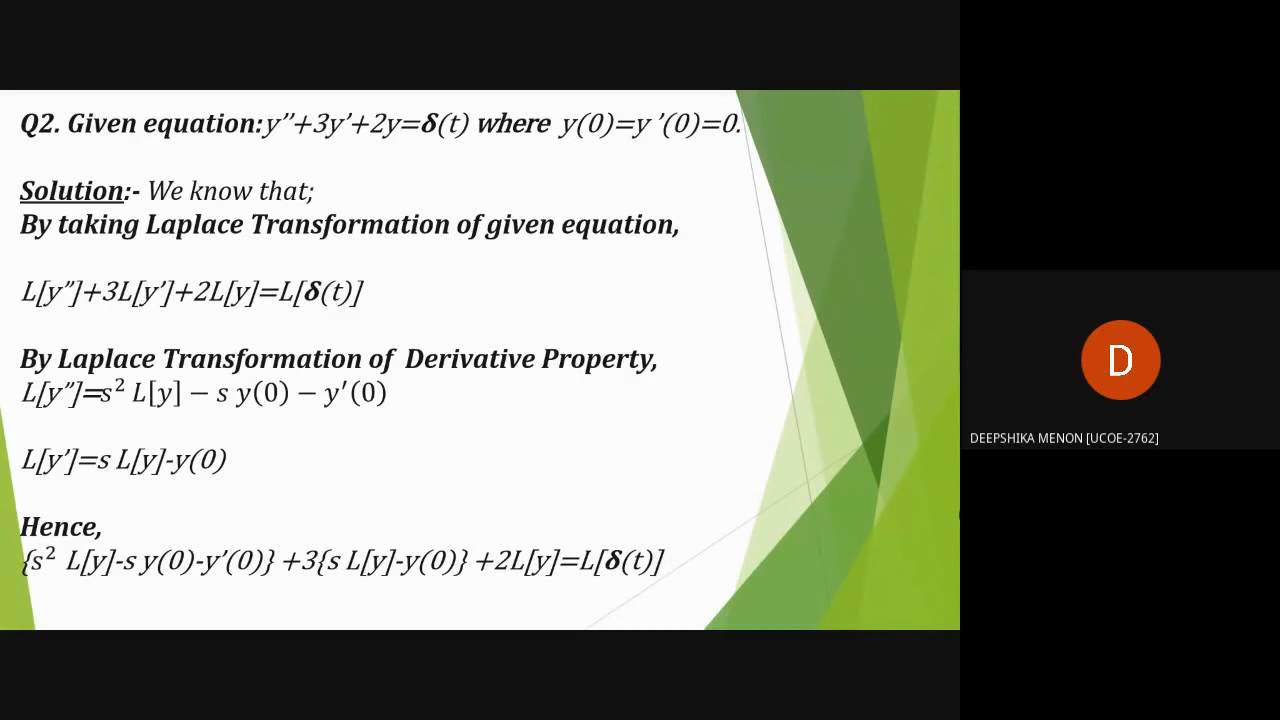 Q2. Given equation:y’’+3y’+2y=δ(t) where y(0)=y ’(0)=0.
Solution:- We know that;
By taking Laplace Transformation of given equation,
L[y”]+3L[y’]+2L[y]=L[δ(t)]
By Laplace Transformation of Derivative Property,
L[y”]=s² L[y] − s y(0) − y′(0)
L[y’]=s L[y]-y(0)
Hence,
{s² L[y]-s y(0)-y’(0)} +3{s L[y]-y(0)} +2L[y]=L[δ(t)]
D
DEEPSHIKA MENON [UCOE-2762]